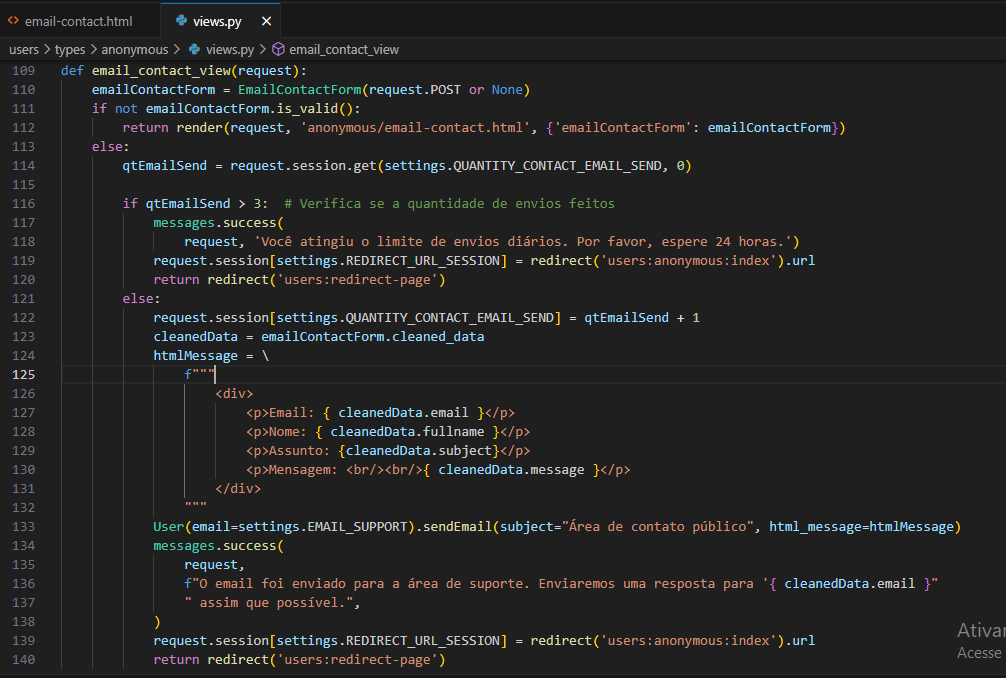 email-contact.html views.py
users > types > anonymous > views.py > email_contact_view
109 def email_contact_view(request):
110 emailContactForm = EmailContactForm(request.POST or None)
111 if not emailContactForm.is_valid():
112 return render(request, 'anonymous/email-contact.html', {'emailContactForm': emailContactForm})
113 else:
114 qtEmailSend = request.session.get(settings.QUANTITY_CONTACT_EMAIL_SEND, 0)
115
116 if qtEmailSend > 3:  # Verifica se a quantidade de envios feitos
117 messages.success(
118 request, 'Você atingiu o limite de envios diários. Por favor, espere 24 horas.')
119 request.session[settings.REDIRECT_URL_SESSION] = redirect('users:anonymous:index').url
120 return redirect('users:redirect-page')
121 else:
122 request.session[settings.QUANTITY_CONTACT_EMAIL_SEND] = qtEmailSend + 1
123 cleanedData = emailContactForm.cleaned_data
124 htmlMessage = \
125 f"""
126 <div>
127 <p>Email: { cleanedData.email }</p>
128 <p>Nome: { cleanedData.fullname }</p>
129 <p>Assunto: {cleanedData.subject}</p>
130 <p>Mensagem: <br/><br/>{ cleanedData.message }</p>
131 </div>
132 """
133 User(email=settings.EMAIL_SUPPORT).sendEmail(subject="Área de contato público", html_message=htmlMessage)
134 messages.success(
135 request,
136 f"O email foi enviado para a área de suporte. Enviaremos uma resposta para '{ cleanedData.email }"
137 " assim que possível.",
138 )
139 request.session[settings.REDIRECT_URL_SESSION] = redirect('users:anonymous:index').url
140 return redirect('users:redirect-page')
Ativar
Acesse